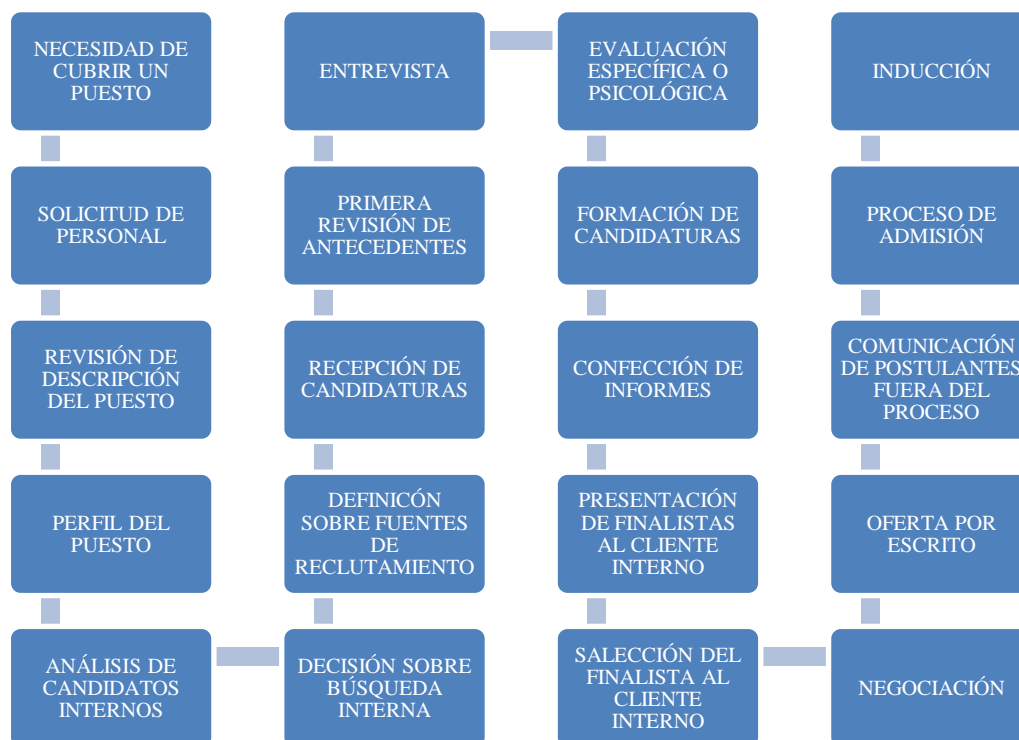 NECESIDAD DE
CUBRIR UN
PUESTO
SOLICITUD DE
PERSONAL
REVISIÓN DE
DESCRIPCIÓN
DEL PUESTO
PERFIL DEL
PUESTO
ANÁLISIS DE
CANDIDATOS
INTERNOS
DECISIÓN SOBRE
BÚSQUEDA
INTERNA
DEFINICÓN
SOBRE FUENTES
DE
RECLUTAMIENTO
RECEPCIÓN DE
CANDIDATURAS
PRIMERA
REVISIÓN DE
ANTECEDENTES
ENTREVISTA
EVALUACIÓN
ESPECÍFICA O
PSICOLÓGICA
FORMACIÓN DE
CANDIDATURAS
CONFECCIÓN DE
INFORMES
PRESENTACIÓN
DE FINALISTAS
AL CLIENTE
INTERNO
SALECCIÓN DEL
FINALISTA AL
CLIENTE
INTERNO
NEGOCIACIÓN
OFERTA POR
ESCRITO
COMUNICACIÓN
DE POSTULANTES
FUERA DEL
PROCESO
PROCESO DE
ADMISIÓN
INDUCCIÓN